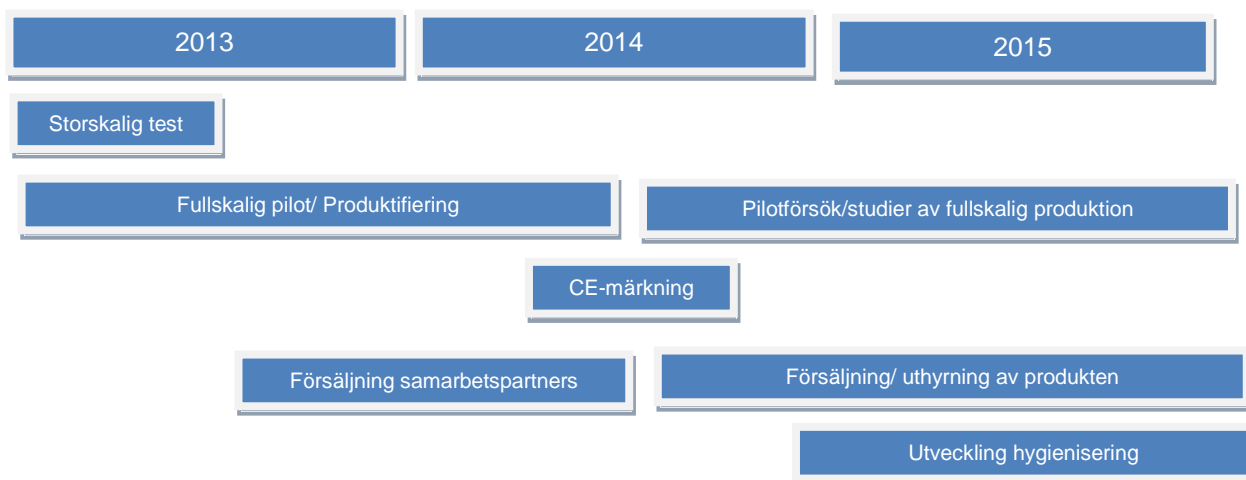 2013
2014
2015
Storskalig test
Fullskalig pilot/ Produktifiering
Pilotförsök/studier av fullskalig produktion
CE-märkning
Försäljning samarbetspartners
Försäljning/ uthyrning av produkten
Utveckling hygienisering